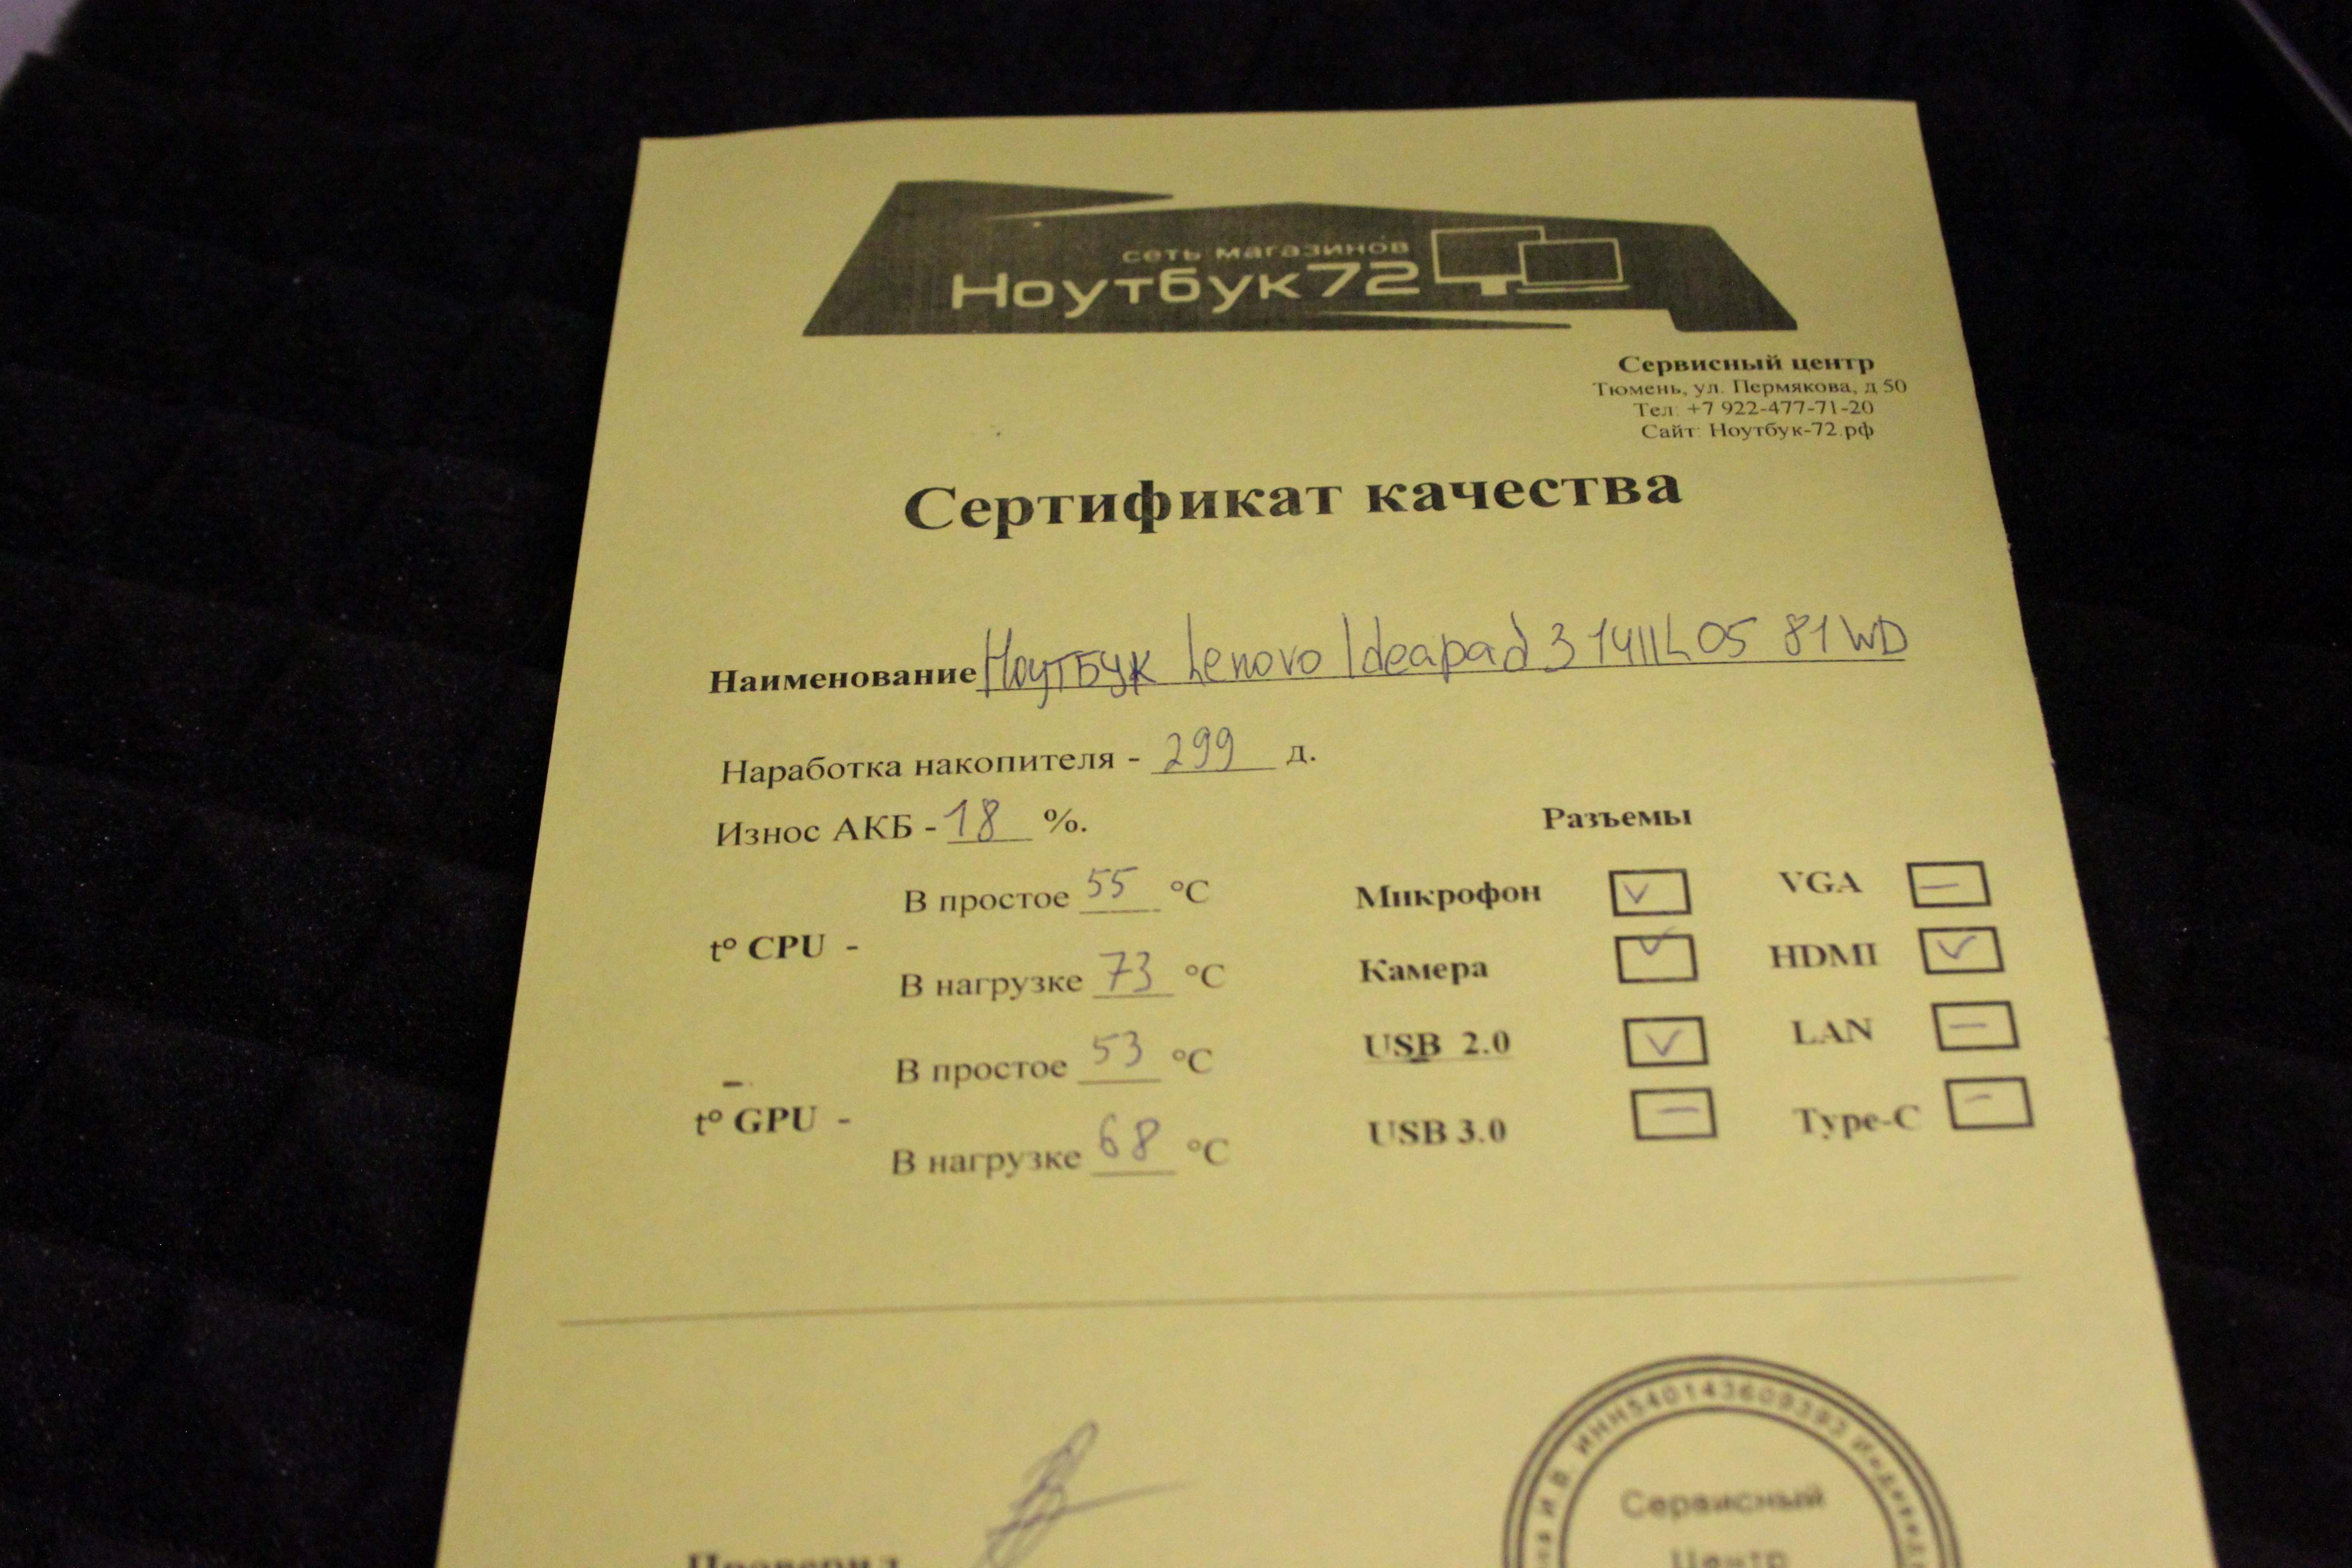 сеть магазинов
Ноутбук72
Сервисный центр
Тюмень, ул. Пермякова, д 50
Тел: +7 922-477-71-20
Сайт: Ноутбук-72.рф
Сертификат качества
Наименование Ноутбук Lenovo Ideapad 3 14IIL05 81WD
Наработка накопителя - 299 д.
Износ АКБ - 18 %.
t° CPU -
В простое 55 °C
В нагрузке 73 °C
t° GPU -
В простое 53 °C
В нагрузке 68 °C
Разъемы
Микрофон ✓ VGA —
Камера ✓ HDMI ✓
USB 2.0 ✓ LAN —
USB 3.0 — Type-C —
Проверил
ИНН540143609393
Сервисный
Центр